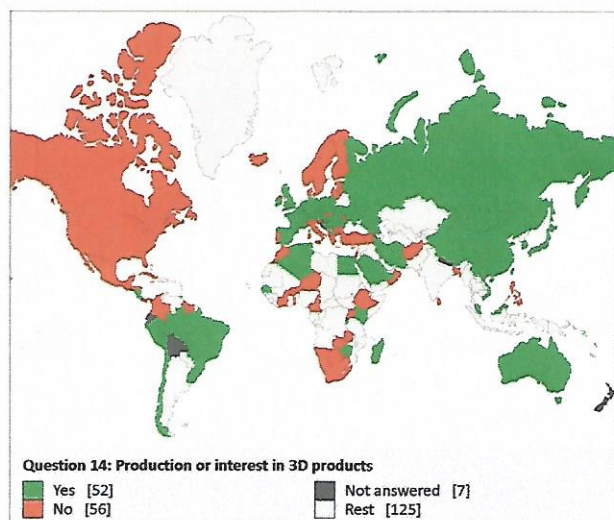 Question 14: Production or interest in 3D products
Yes [52]
No [56]
Not answered [7]
Rest [125]